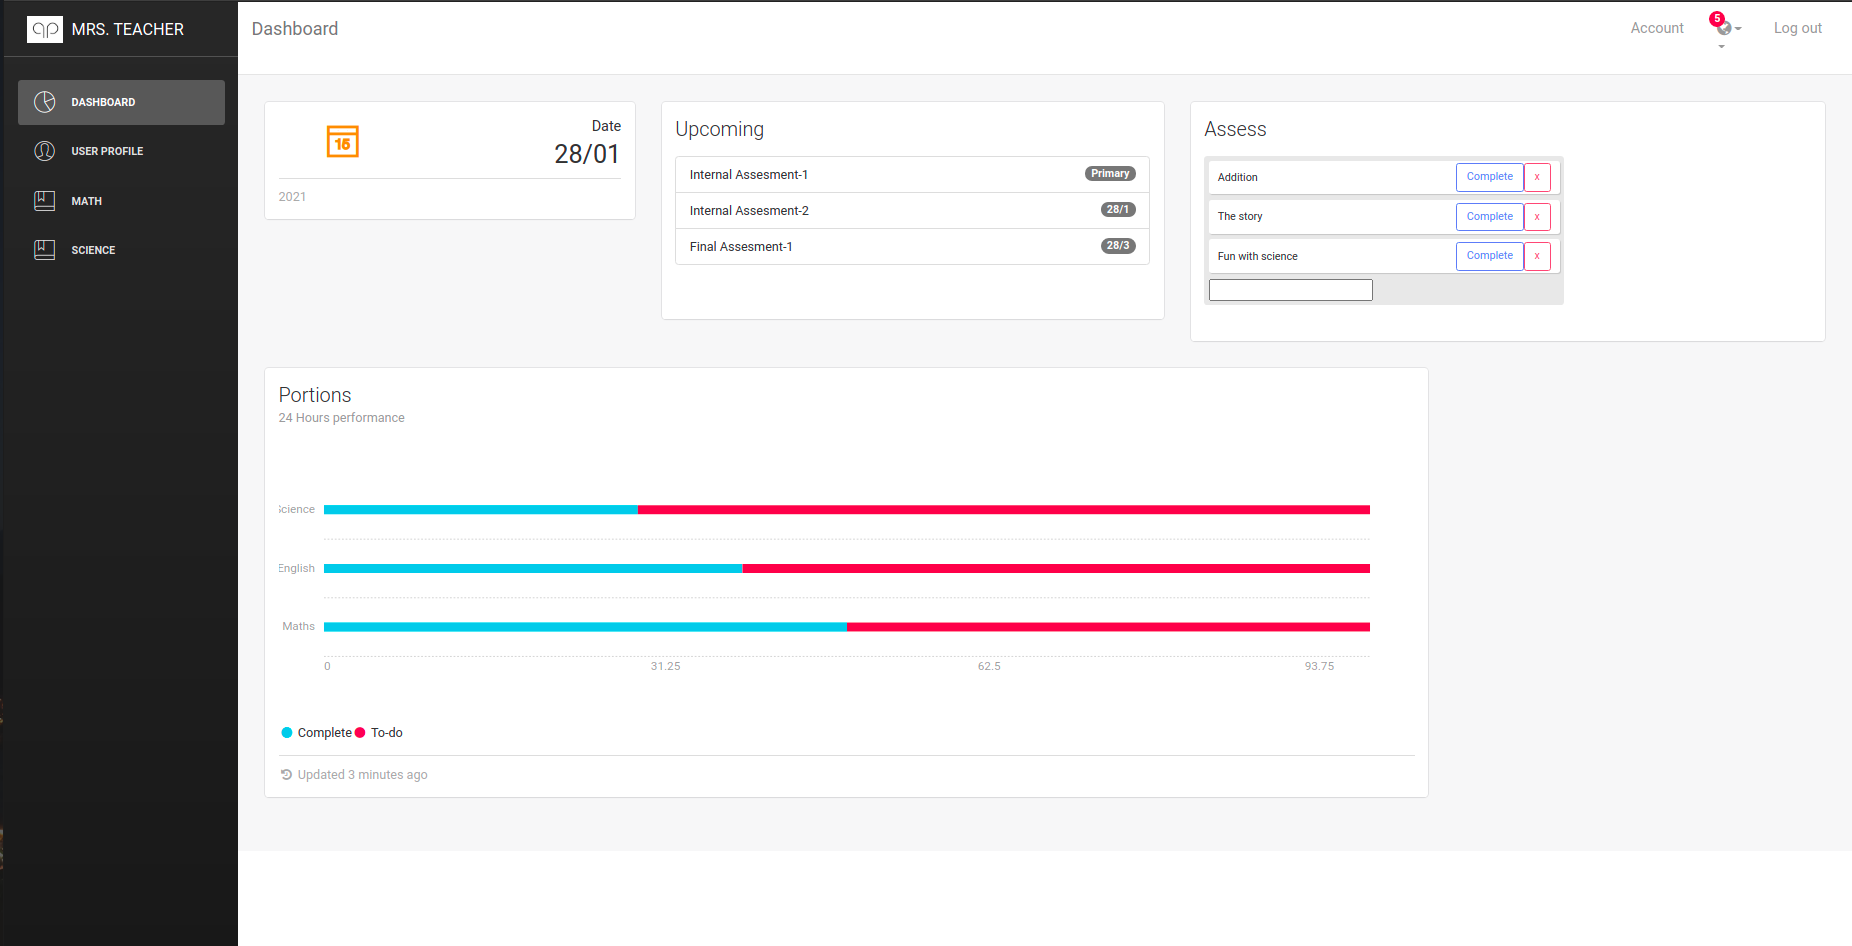 MRS. TEACHER
DASHBOARD
USER PROFILE
MATH
SCIENCE
Dashboard
Account
5
Log out
15
Date
28/01
2021
Upcoming
Internal Assesment-1 Primary
Internal Assesment-2 28/1
Final Assesment-1 28/3
Assess
Addition Complete x
The story Complete x
Fun with science Complete x
Portions
24 Hours performance
Science
English
Maths
0 31.25 62.5 93.75
Complete To-do
Updated 3 minutes ago